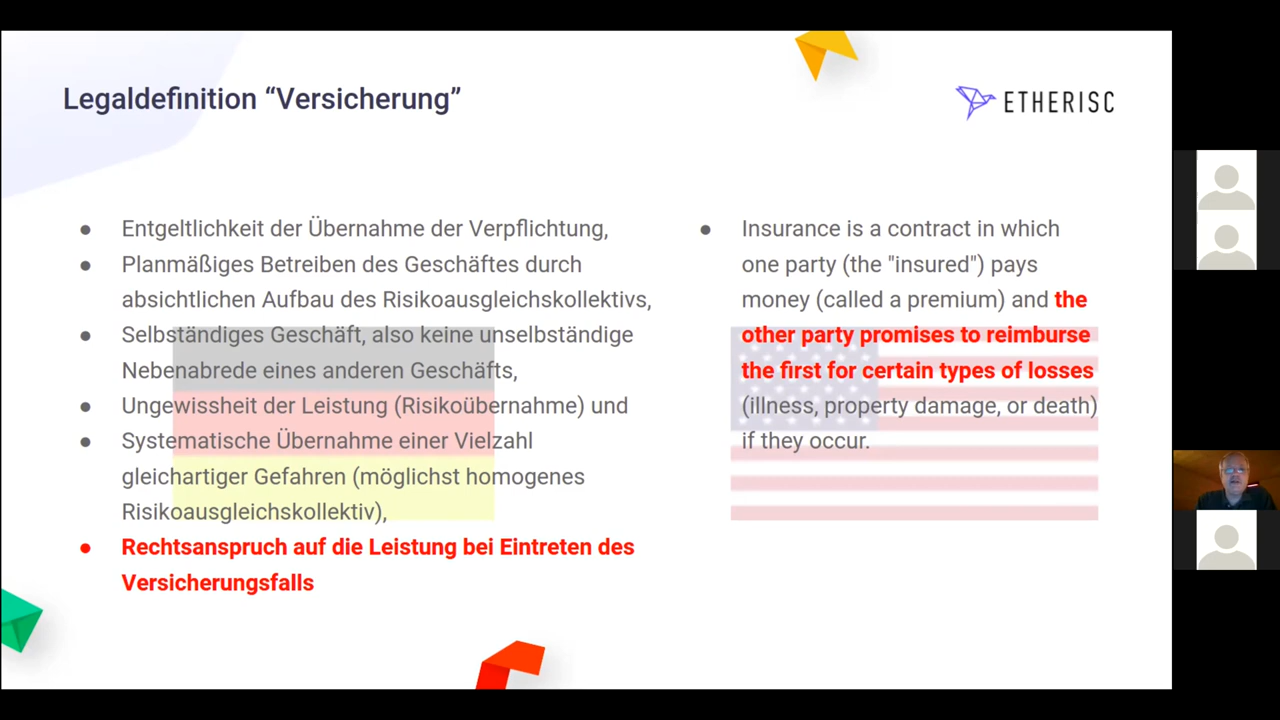 Legaldefinition “Versicherung”
ETHERISC
● Entgeltlichkeit der Übernahme der Verpflichtung,
● Planmäßiges Betreiben des Geschäftes durch
absichtlichen Aufbau des Risikoausgleichskollektivs,
● Selbständiges Geschäft, also keine unselbständige
Nebenabrede eines anderen Geschäfts,
● Ungewissheit der Leistung (Risikoübernahme) und
● Systematische Übernahme einer Vielzahl
gleichartiger Gefahren (möglichst homogenes
Risikoausgleichskollektiv),
● Rechtsanspruch auf die Leistung bei Eintreten des
Versicherungsfalls
● Insurance is a contract in which
one party (the "insured") pays
money (called a premium) and the
other party promises to reimburse
the first for certain types of losses
(illness, property damage, or death)
if they occur.